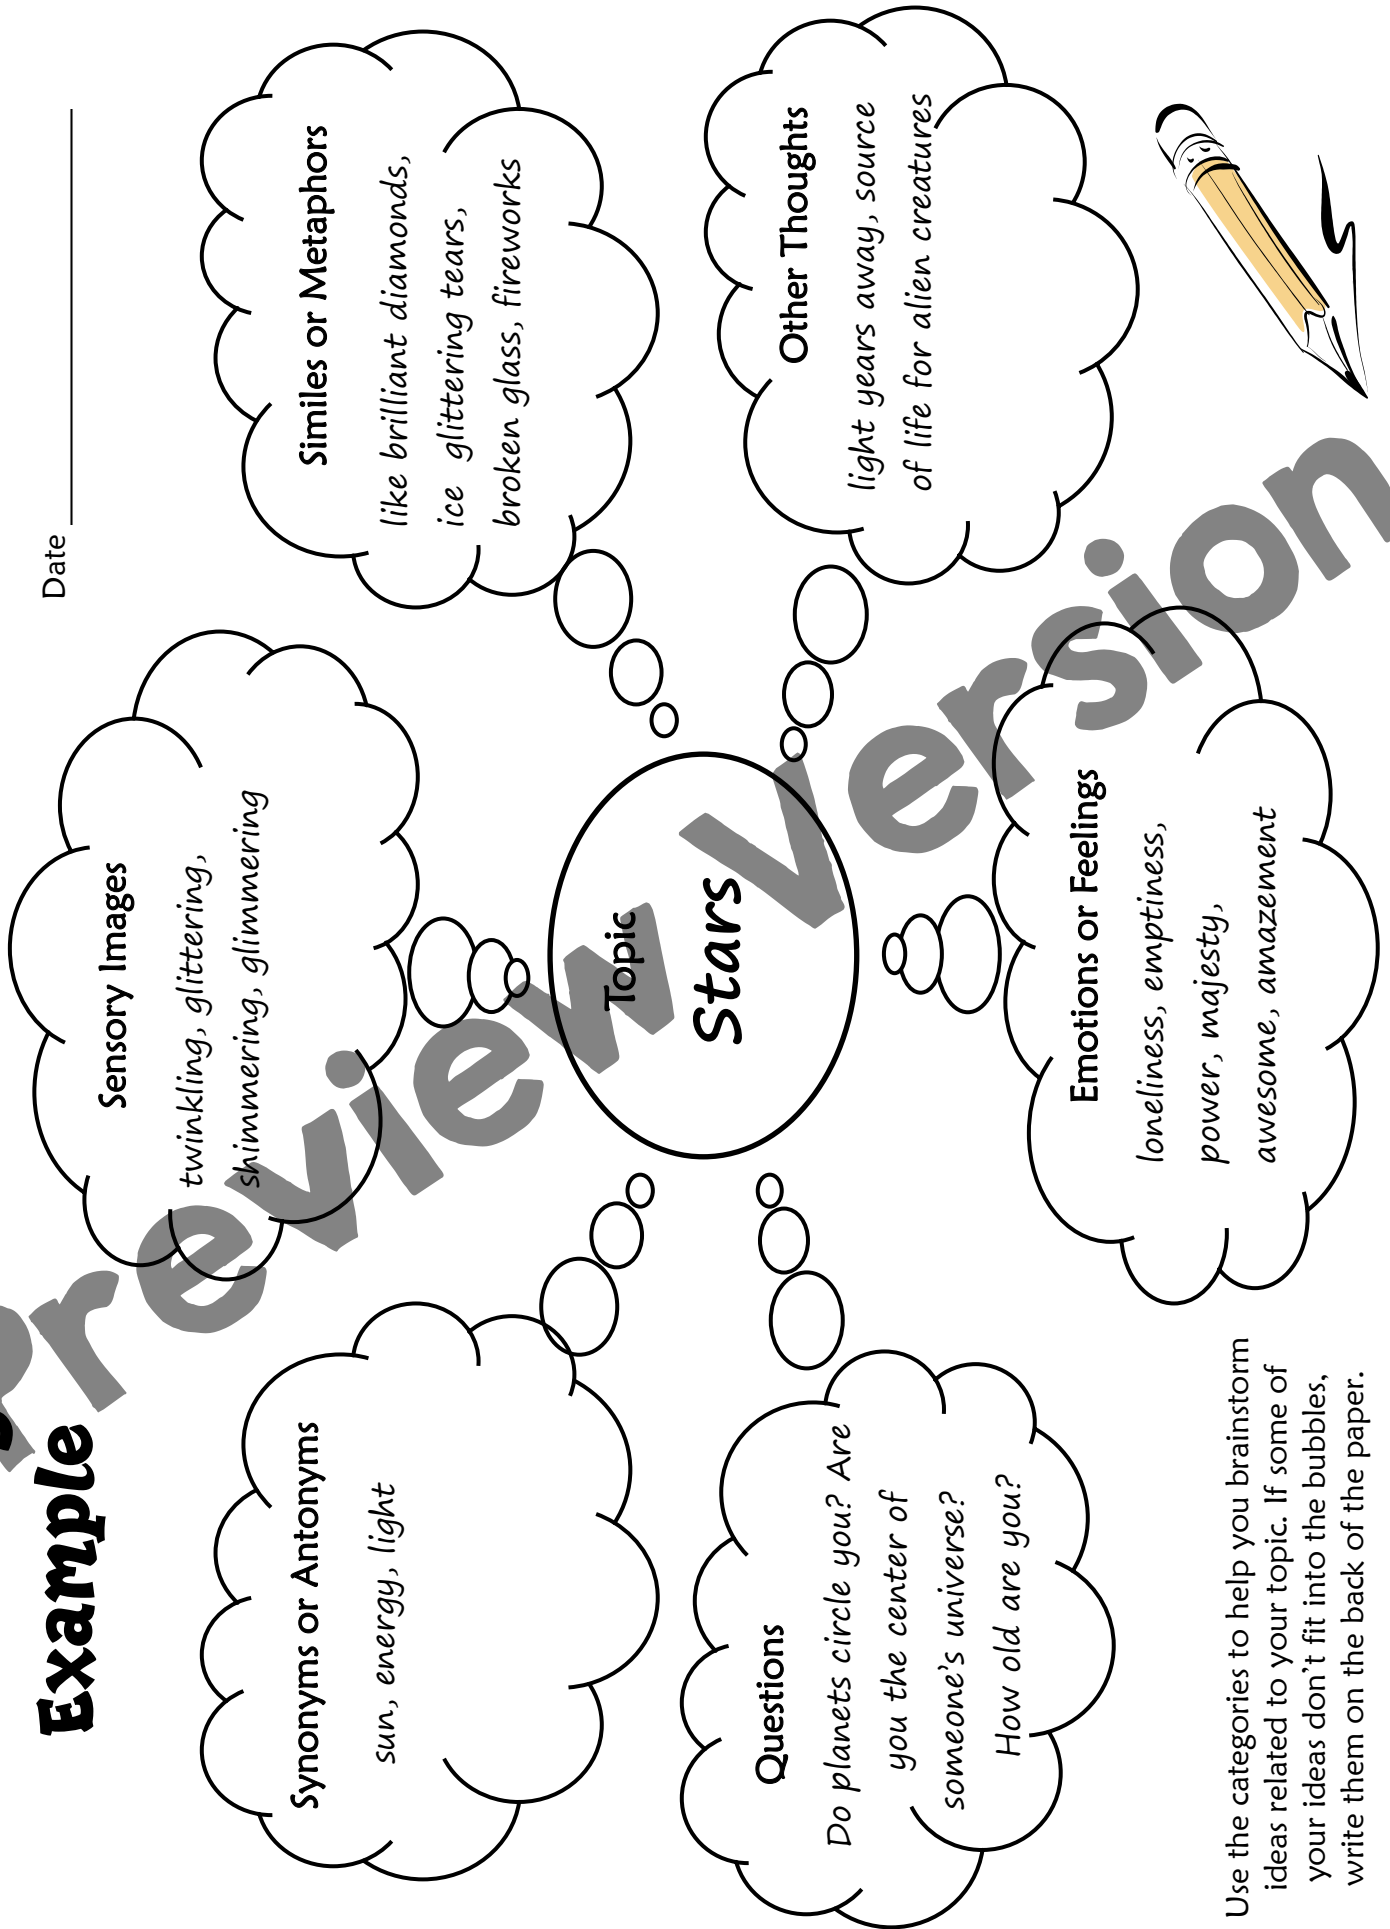 Example
Date
Sensory Images
twinkling, glittering,
shimmering, glimmering
Synonyms or Antonyms
sun, energy, light
Similes or Metaphors
like brilliant diamonds,
ice glittering tears,
broken glass, fireworks
Topic
Stars
Questions
Do planets circle you? Are
you the center of
someone's universe?
How old are you?
Other Thoughts
light years away, source
of life for alien creatures
Emotions or Feelings
loneliness, emptiness,
power, majesty,
awesome, amazement
Use the categories to help you brainstorm
ideas related to your topic. If some of
your ideas don't fit into the bubbles,
write them on the back of the paper.
Preview Version